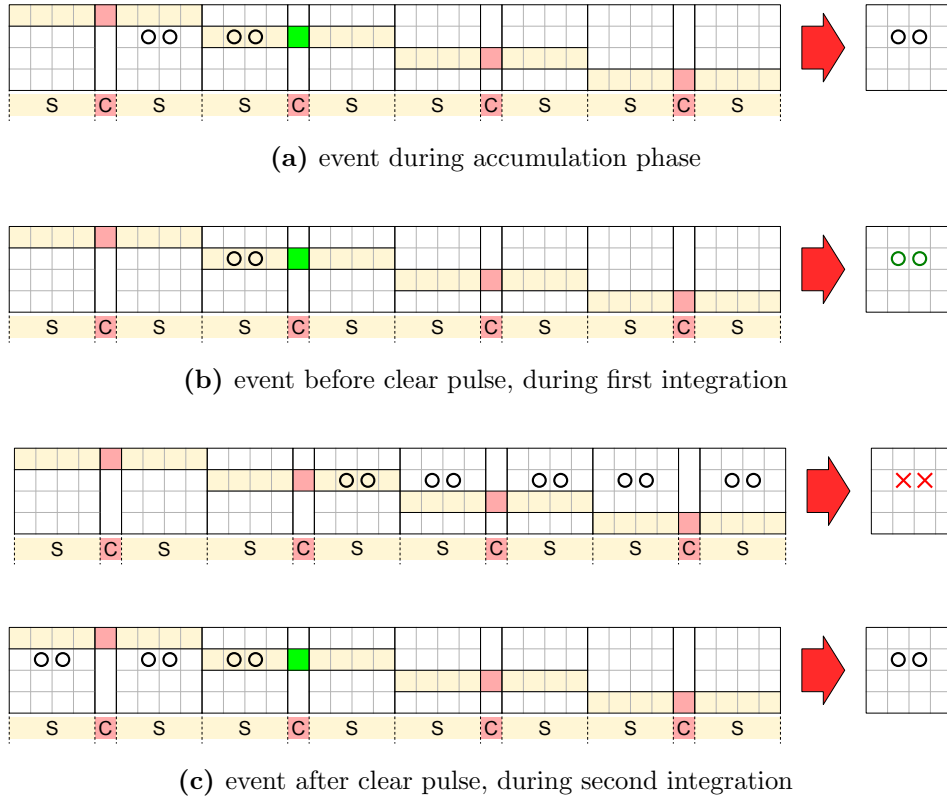 S C S S C S S C S S C S
(a) event during accumulation phase
S C S S C S S C S S C S
(b) event before clear pulse, during first integration
S C S S C S S C S S C S
S C S S C S S C S S C S
(c) event after clear pulse, during second integration